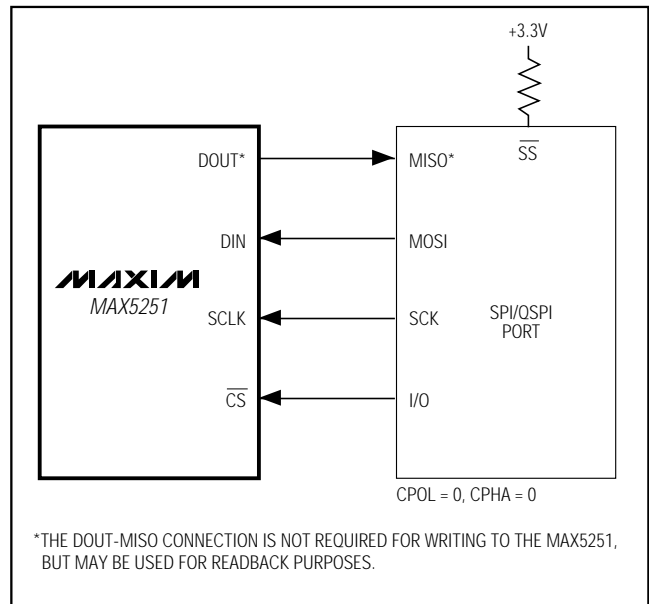 +3.3V
SS
DOUT*
MISO*
DIN
MOSI
MAXIM
MAX5251
SCLK
SCK
SPI/QSPI
PORT
CS
I/O
CPOL = 0, CPHA = 0
*THE DOUT-MISO CONNECTION IS NOT REQUIRED FOR WRITING TO THE MAX5251,
BUT MAY BE USED FOR READBACK PURPOSES.